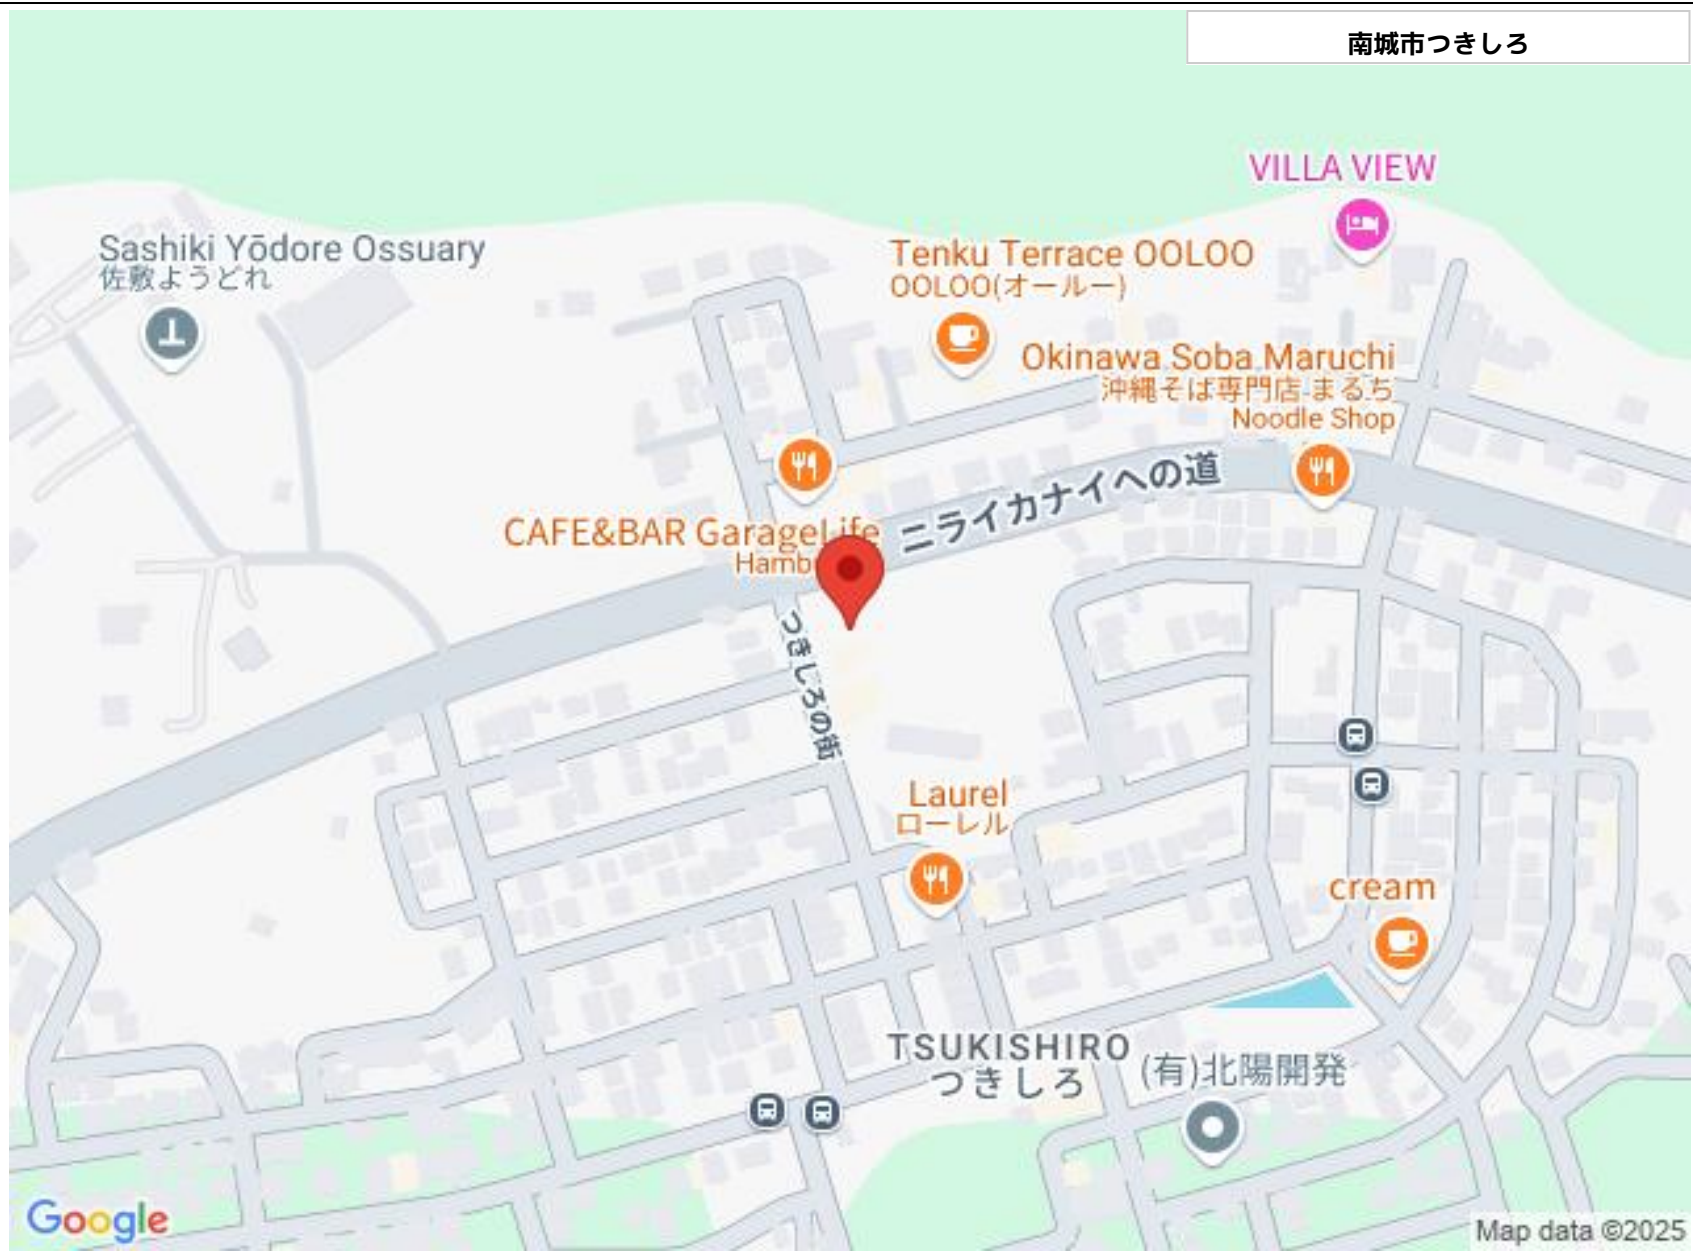 南城市つきしろ
VILLA VIEW
Sashiki Yōdore Ossuary
佐敷ようどれ
Tenku Terrace OOLOO
OOLOO(オールー)
Okinawa Soba Maruchi
沖縄そば専門店 まるち
Noodle Shop
ニライカナイへの道
CAFE&BAR GarageLife
Hamb
つきしろの街
Laurel
ローレル
cream
TSUKISHIRO
つきしろ
(有)北陽開発
Google
Map data ©2025